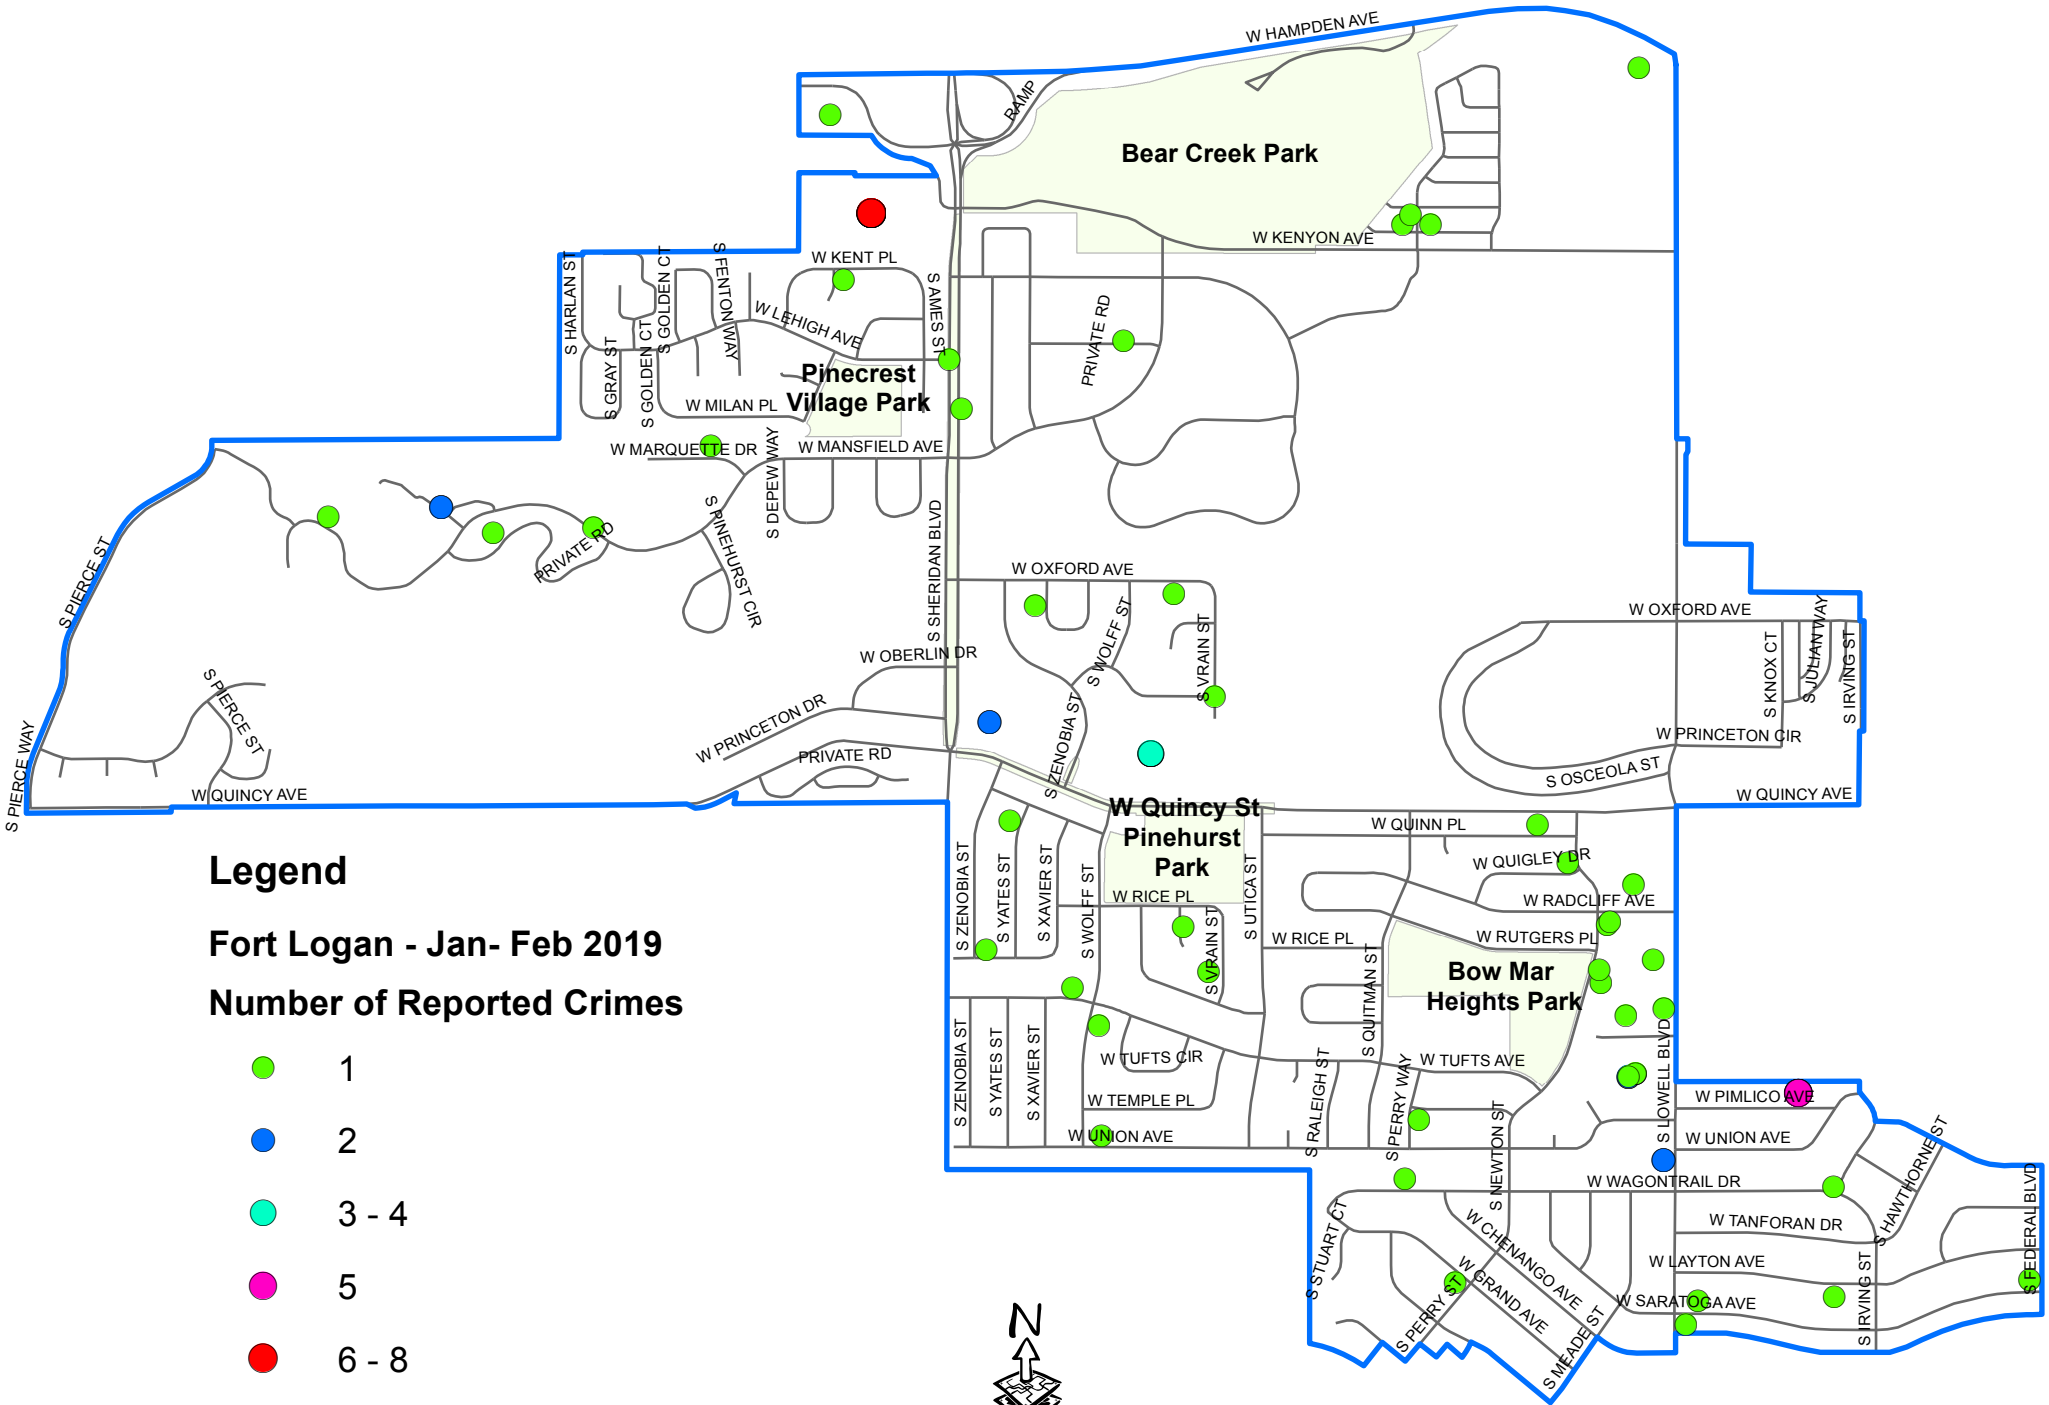 W HAMPDEN AVE
RAMP
Bear Creek Park
W KENYON AVE
W KENT PL
S HARLAN ST
S GOLDEN CT
S FENTON WAY
S AMES ST
W LEHIGH AVE
PRIVATE RD
S GRAY ST
S GOLDEN CT
Pinecrest
Village Park
W MILAN PL
W MARQUETTE DR
W MANSFIELD AVE
S DEPEW WAY
S PINEHURST CIR
PRIVATE RD
S PIERCE ST
S SHERIDAN BLVD
W OXFORD AVE
S WOLFF ST
S VRAIN ST
W OXFORD AVE
S KNOX CT
S JULIAN WAY
S IRVING ST
W OBERLIN DR
S PIERCE ST
W PRINCETON DR
S ZENOBIA ST
W PRINCETON CIR
PRIVATE RD
S OSCEOLA ST
S PIERCE WAY
W QUINCY AVE
W QUINCY AVE
W Quincy St
Pinehurst
Park
W QUINN PL
W QUIGLEY DR
Legend
S ZENOBIA ST
S YATES ST
S XAVIER ST
S WOLFF ST
W RICE PL
S VRAIN ST
S UTICA ST
W RADCLIFF AVE
Fort Logan - Jan- Feb 2019
W RICE PL
W RUTGERS PL
S QUITMAN ST
Bow Mar
Heights Park
Number of Reported Crimes
S ZENOBIA ST
S YATES ST
S XAVIER ST
W TUFTS CIR
W TUFTS AVE
S RALEIGH ST
S PERRY WAY
S LOWELL BLVD
1
W TEMPLE PL
W PIMLICO AVE
W UNION AVE
S NEWTON ST
W UNION AVE
2
W WAGONTRAIL DR
S HAWTHORNE ST
S FEDERAL BLVD
3 - 4
S STUART CT
W CHENANGO AVE
W TANFORAN DR
W LAYTON AVE
5
W GRAND AVE
S PERRY ST
W SARATOGA AVE
S IRVING ST
S MEADE ST
N
6 - 8